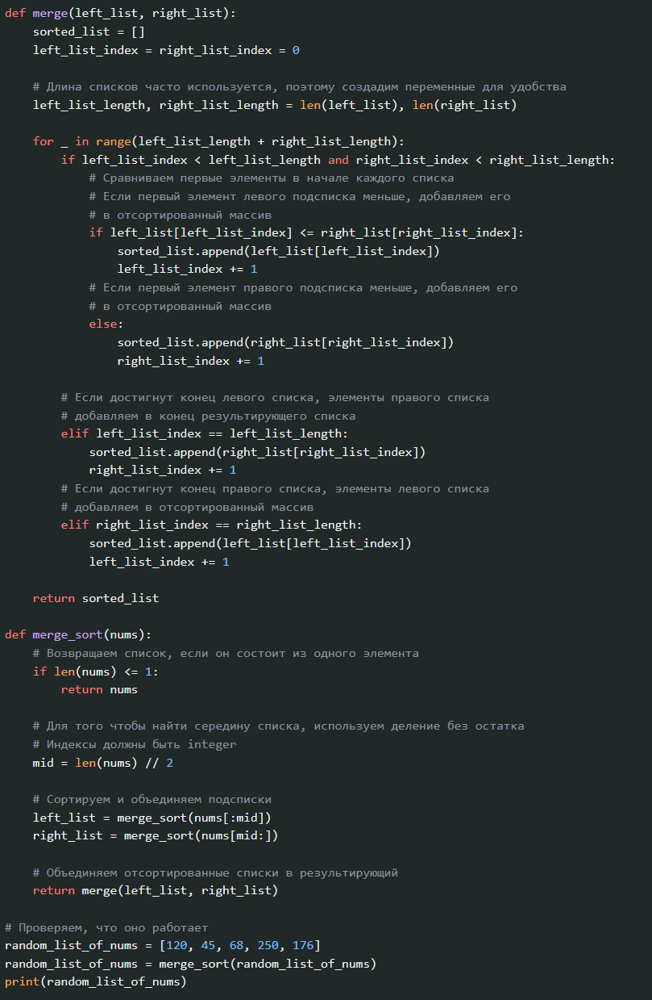 def merge(left_list, right_list):
    sorted_list = []
    left_list_index = right_list_index = 0

    # Длина списков часто используется, поэтому создадим переменные для удобства
    left_list_length, right_list_length = len(left_list), len(right_list)

    for _ in range(left_list_length + right_list_length):
        if left_list_index < left_list_length and right_list_index < right_list_length:
            # Сравниваем первые элементы в начале каждого списка
            # Если первый элемент левого подсписка меньше, добавляем его
            # в отсортированный массив
            if left_list[left_list_index] <= right_list[right_list_index]:
                sorted_list.append(left_list[left_list_index])
                left_list_index += 1
            # Если первый элемент правого подсписка меньше, добавляем его
            # в отсортированный массив
            else:
                sorted_list.append(right_list[right_list_index])
                right_list_index += 1

        # Если достигнут конец левого списка, элементы правого списка
        # добавляем в конец результирующего списка
        elif left_list_index == left_list_length:
            sorted_list.append(right_list[right_list_index])
            right_list_index += 1
        # Если достигнут конец правого списка, элементы левого списка
        # добавляем в отсортированный массив
        elif right_list_index == right_list_length:
            sorted_list.append(left_list[left_list_index])
            left_list_index += 1

    return sorted_list

def merge_sort(nums):
    # Возвращаем список, если он состоит из одного элемента
    if len(nums) <= 1:
        return nums

    # Для того чтобы найти середину списка, используем деление без остатка
    # Индексы должны быть integer
    mid = len(nums) // 2

    # Сортируем и объединяем подсписки
    left_list = merge_sort(nums[:mid])
    right_list = merge_sort(nums[mid:])

    # Объединяем отсортированные списки в результирующий
    return merge(left_list, right_list)

# Проверяем, что оно работает
random_list_of_nums = [120, 45, 68, 250, 176]
random_list_of_nums = merge_sort(random_list_of_nums)
print(random_list_of_nums)